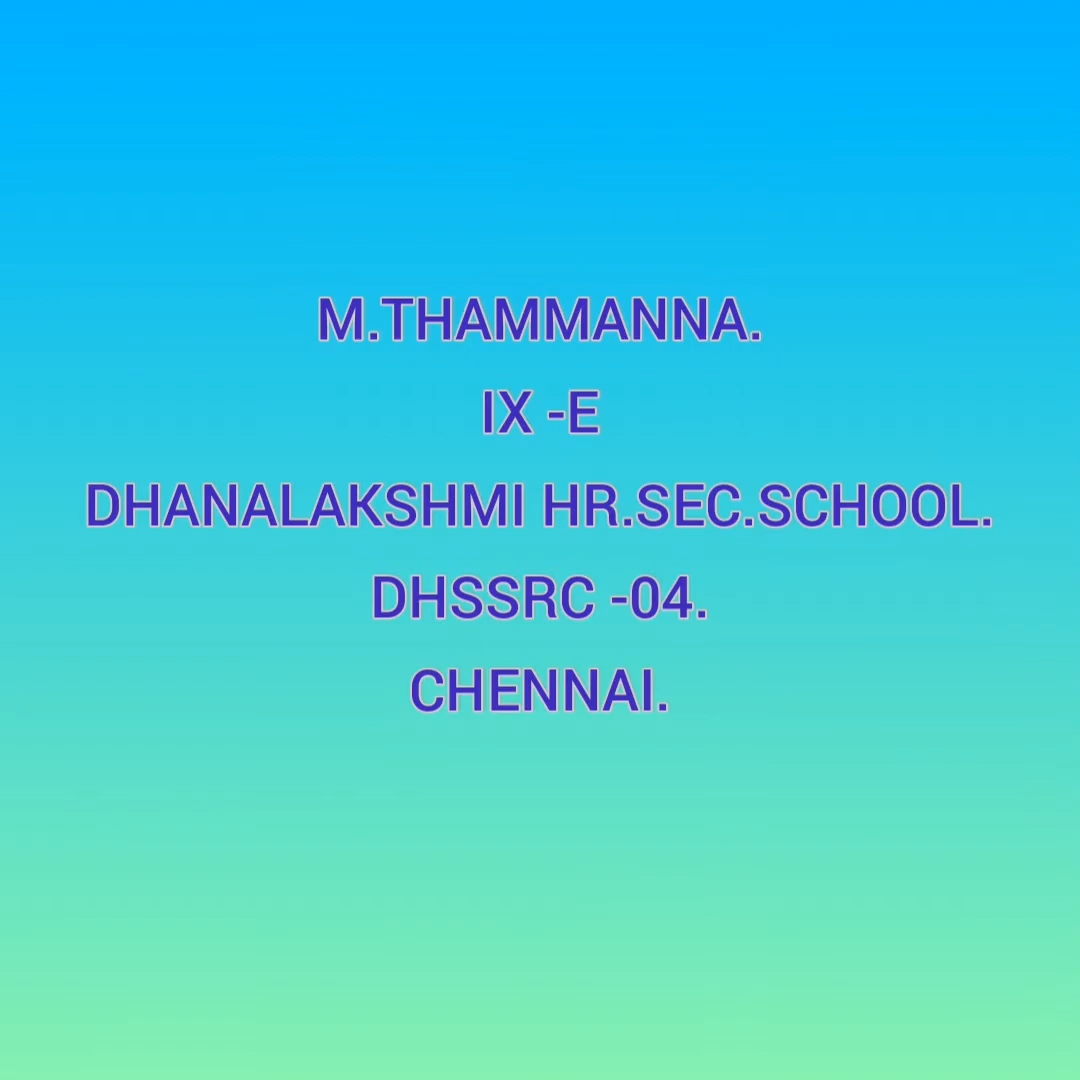 M.THAMMANNA.
IX -E
DHANALAKSHMI HR.SEC.SCHOOL.
DHSSRC -04.
CHENNAI.